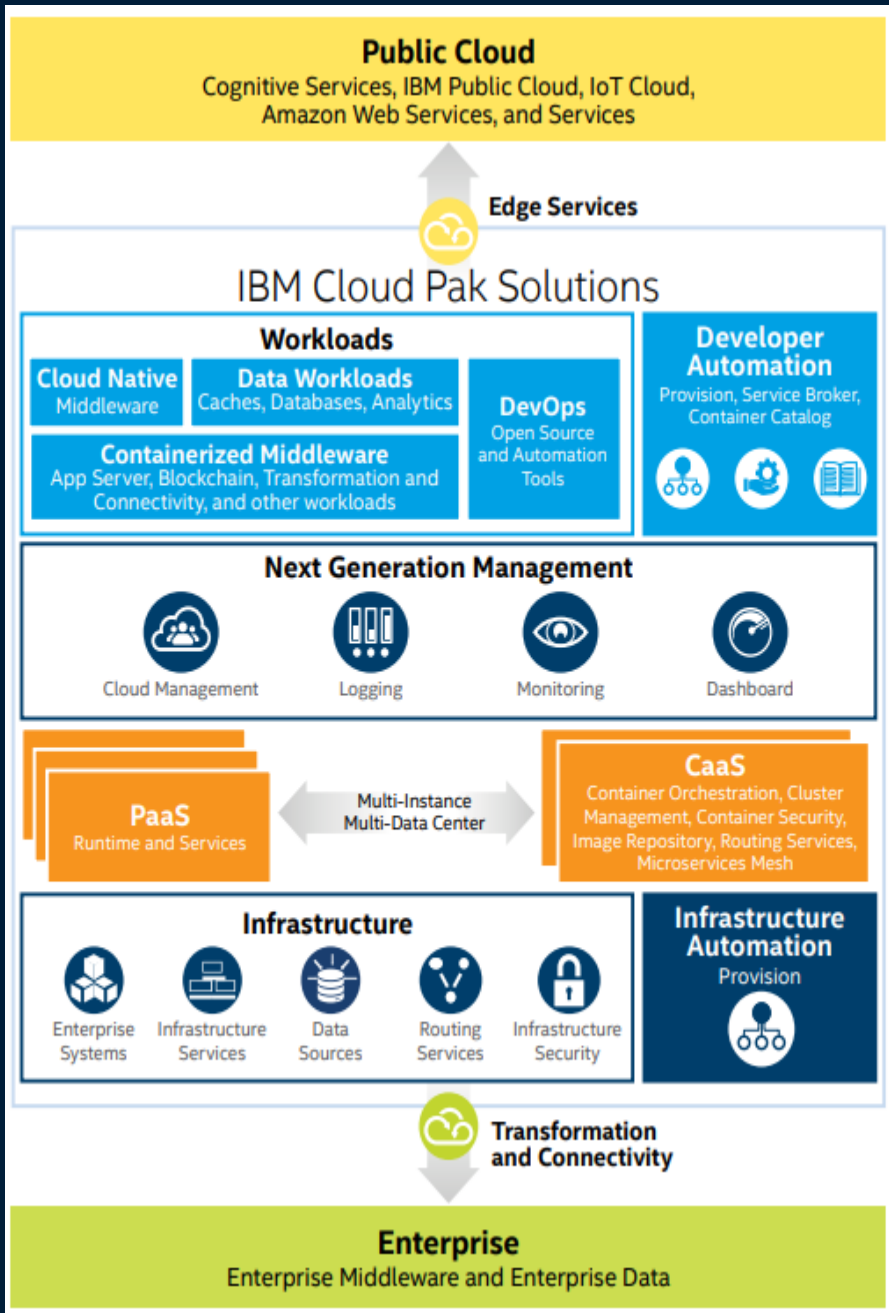 Public Cloud
Cognitive Services, IBM Public Cloud, IoT Cloud,
Amazon Web Services, and Services
Edge Services
IBM Cloud Pak Solutions
Workloads
Cloud Native
Middleware
Data Workloads
Caches, Databases, Analytics
Containerized Middleware
App Server, Blockchain, Transformation and
Connectivity, and other workloads
DevOps
Open Source
and Automation
Tools
Developer
Automation
Provision, Service Broker,
Container Catalog
Next Generation Management
Cloud Management
Logging
Monitoring
Dashboard
PaaS
Runtime and Services
Multi-Instance
Multi-Data Center
CaaS
Container Orchestration, Cluster
Management, Container Security,
Image Repository, Routing Services,
Microservices Mesh
Infrastructure
Enterprise
Systems
Infrastructure
Services
Data
Sources
Routing
Services
Infrastructure
Security
Infrastructure
Automation
Provision
Transformation
and Connectivity
Enterprise
Enterprise Middleware and Enterprise Data